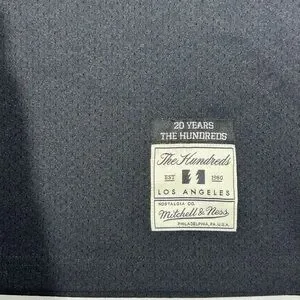 20 YEARS
THE HUNDREDS
The Hundreds
EST 1980
LOS ANGELES
NOSTALGIA CO.
Mitchell & Ness
PHILADELPHIA, PA. U.S.A.